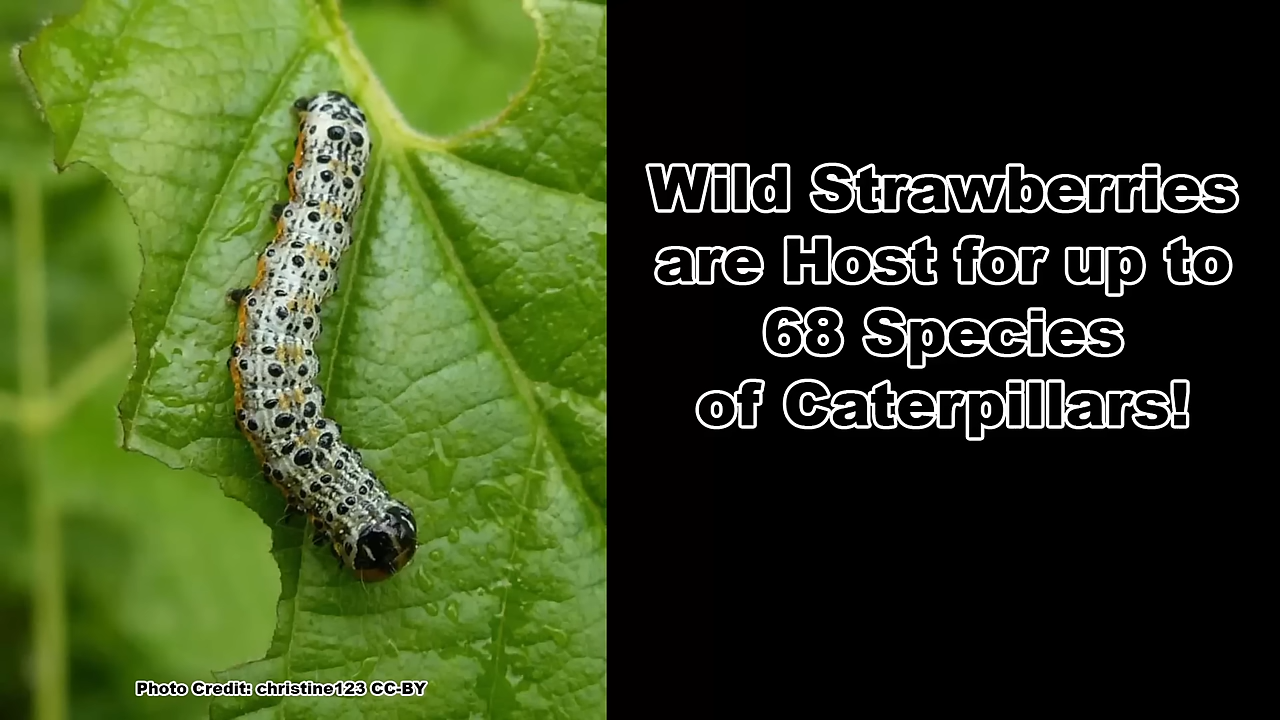 Wild Strawberries
are Host for up to
68 Species
of Caterpillars!
Photo Credit: christine123 CC-BY